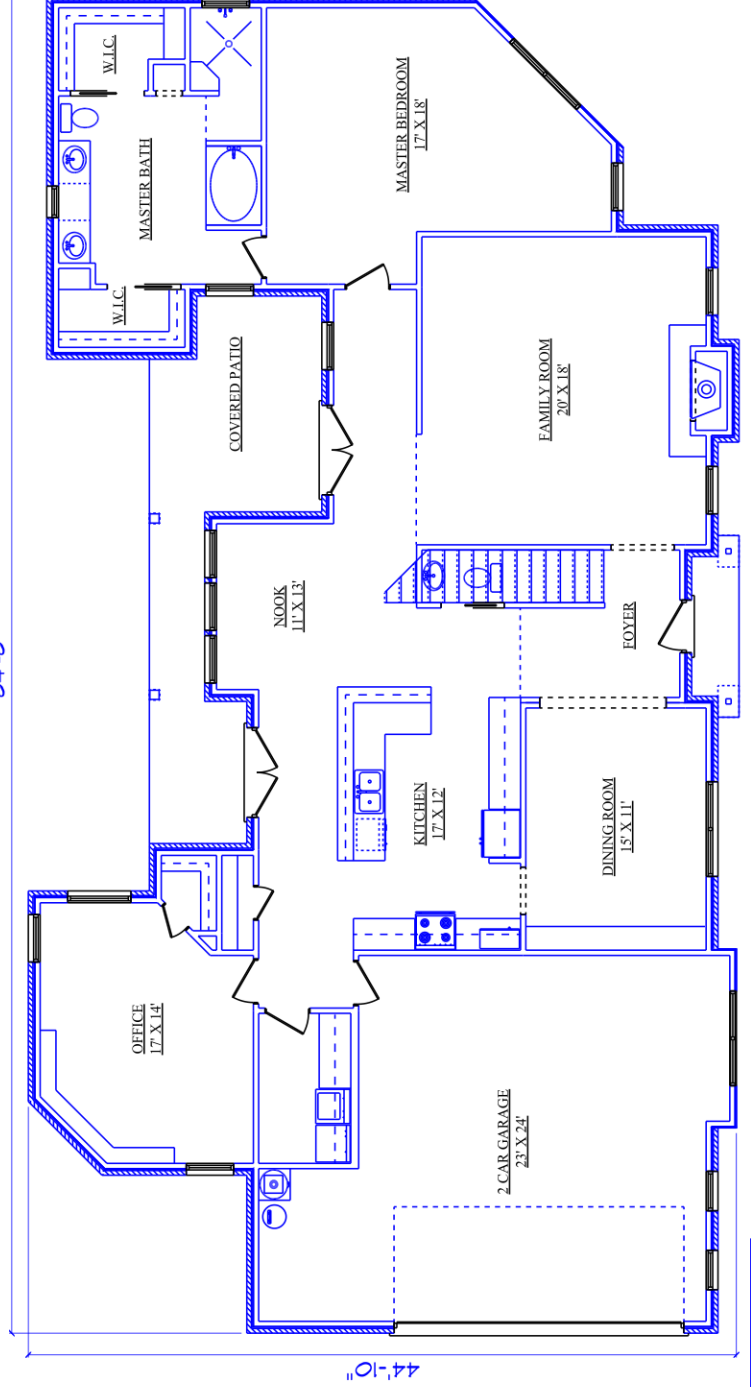 W.I.C.
MASTER BATH
W.I.C.
MASTER BEDROOM
17' X 18'
COVERED PATIO
FAMILY ROOM
20' X 18'
NOOK
11' X 13'
FOYER
KITCHEN
17' X 12'
DINING ROOM
15' X 11'
OFFICE
17' X 14'
2 CAR GARAGE
23' X 24'
44'-10"